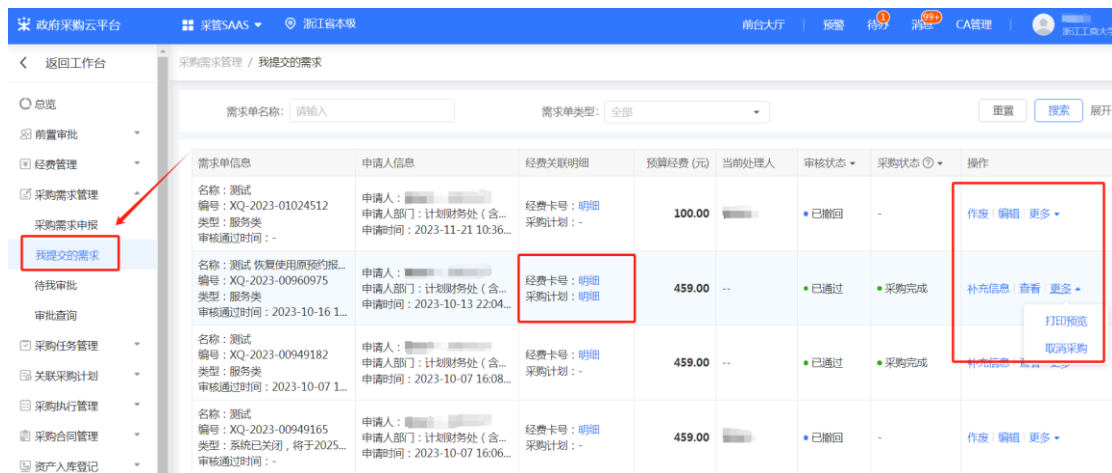 政府采购云平台
采管SAAS
浙江省本级
前台大厅
预警
待办
1
消息
99+
CA管理
浙江工商大学
返回工作台
采购需求管理 / 我提交的需求
总览
前置审批
经费管理
采购需求管理
采购需求申报
我提交的需求
待我审批
审批查询
采购任务管理
关联采购计划
采购执行管理
采购合同管理
资产入库登记
需求单名称: 请输入
需求单类型: 全部
重置
搜索
展开
需求单信息 申请人信息 经费关联明细 预算经费 (元) 当前处理人 审核状态 采购状态 操作
名称：测试
编号：XQ-2023-01024512
类型：服务类
审核通过时间：-
申请人：
申请人部门：计划财务处 ( 含...
申请时间：2023-11-21 10:36...
经费卡号：明细
采购计划：-
100.00
已撤回
-
作废 编辑 更多
名称：测试 恢复使用原预约报...
编号：XQ-2023-00960975
类型：服务类
审核通过时间：2023-10-16 1...
申请人：
申请人部门：计划财务处 ( 含...
申请时间：2023-10-13 22:04...
经费卡号：明细
采购计划：明细
459.00
--
已通过
采购完成
补充信息 查看 更多
打印预览
取消采购
名称：测试
编号：XQ-2023-00949182
类型：服务类
审核通过时间：2023-10-07 1...
申请人：
申请人部门：计划财务处 ( 含...
申请时间：2023-10-07 16:08...
经费卡号：明细
采购计划：-
459.00
--
已通过
采购完成
补充信息
名称：测试
编号：XQ-2023-00949165
类型：系统已关闭，将于2025...
审核通过时间：-
申请人：
申请人部门：计划财务处 ( 含...
申请时间：2023-10-07 16:06...
经费卡号：明细
采购计划：-
459.00
已撤回
-
作废 编辑 更多